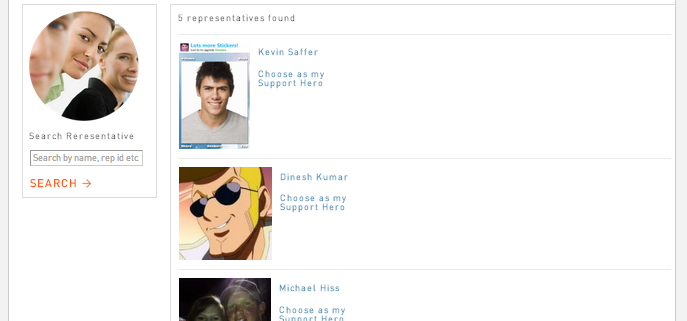 5 representatives found
Lots more Stickers!
Kevin Saffer
Choose as my
Support Hero
Search Reresentative
Search by name, rep id etc
SEARCH →
Dinesh Kumar
Choose as my
Support Hero
Michael Hiss
Choose as my
Support Hero